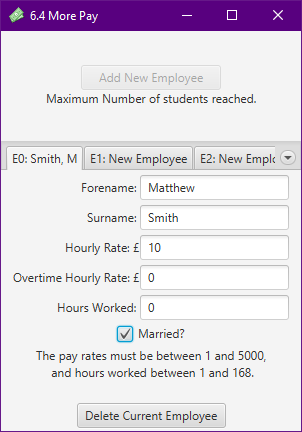 6.4 More Pay
Add New Employee
Maximum Number of students reached.
E0: Smith, M
E1: New Employee
E2: New Emplo
Forename: Matthew
Surname: Smith
Hourly Rate: £ 10
Overtime Hourly Rate: £ 0
Hours Worked: 0
Married?
The pay rates must be between 1 and 5000,
and hours worked between 1 and 168.
Delete Current Employee